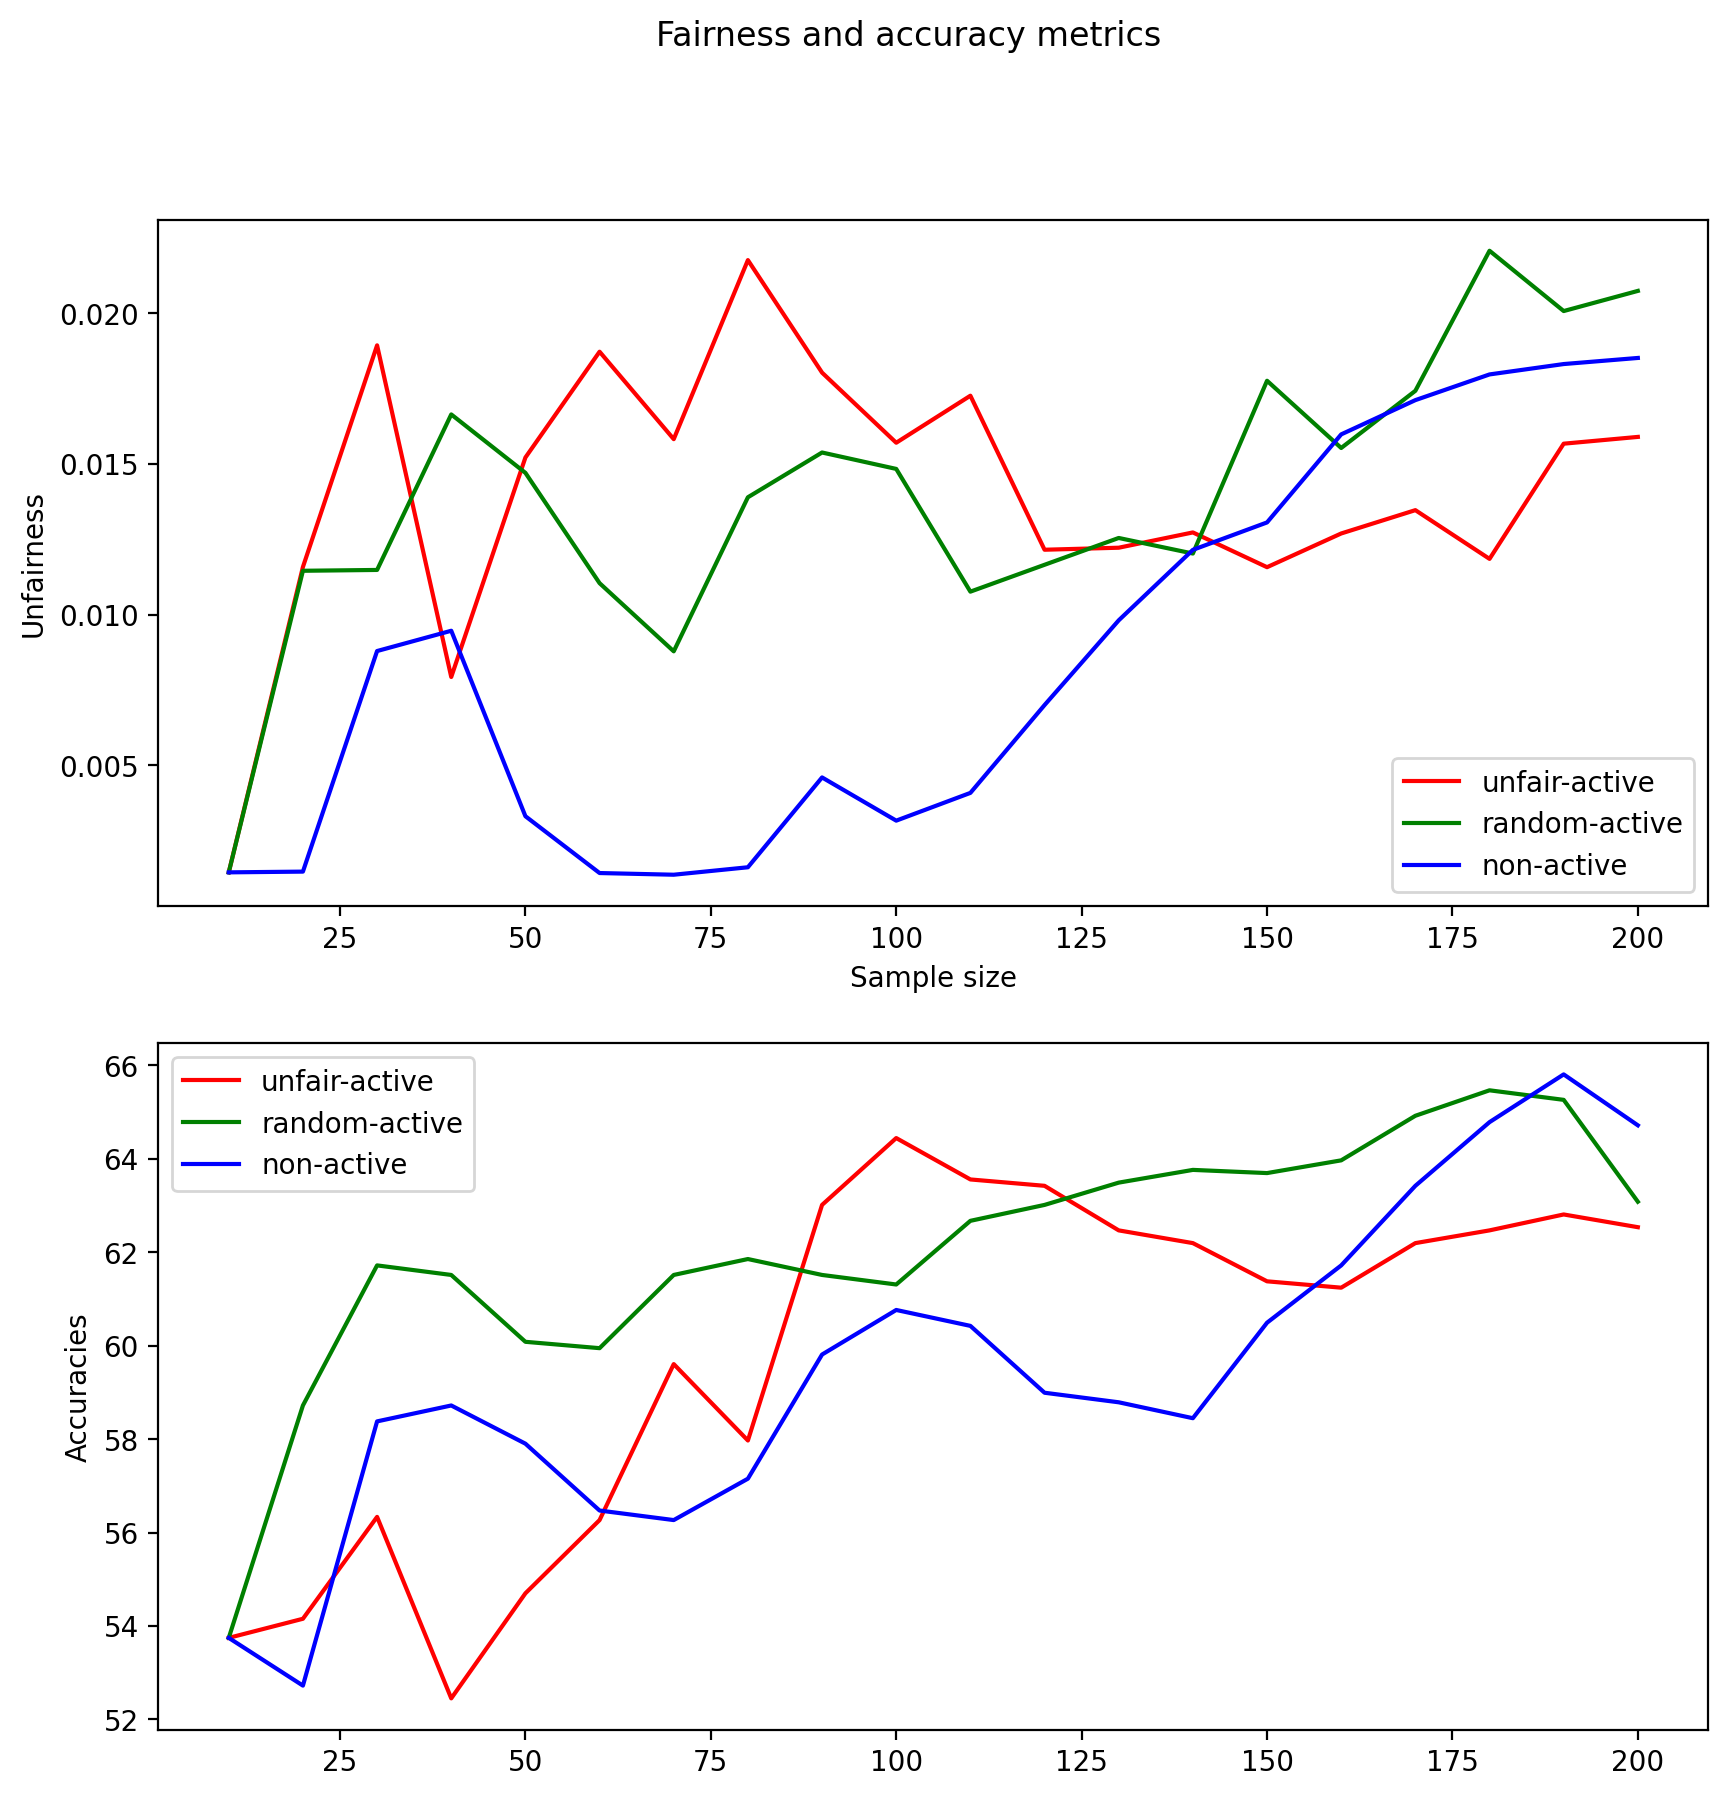 Fairness and accuracy metrics
0.020
0.015
0.010
0.005
Unfairness
unfair-active
random-active
non-active
25 50 75 100 125 150 175 200
Sample size
66
64
62
60
58
56
54
52
Accuracies
unfair-active
random-active
non-active
25 50 75 100 125 150 175 200